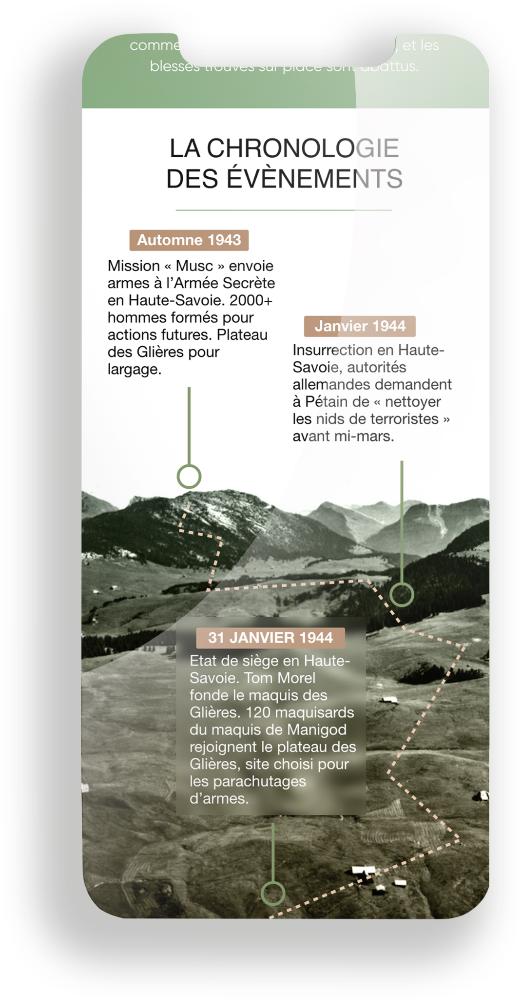 comme , et les
blessés trouvés sur place sont abattus.
LA CHRONOLOGIE
DES ÉVÈNEMENTS
Automne 1943
Mission « Musc » envoie
armes à l’Armée Secrète
en Haute-Savoie. 2000+
hommes formés pour
actions futures. Plateau
des Glières pour
largage.
Janvier 1944
Insurrection en Haute-
Savoie, autorités
allemandes demandent
à Pétain de « nettoyer
les nids de terroristes »
avant mi-mars.
31 JANVIER 1944
Etat de siège en Haute-
Savoie. Tom Morel
fonde le maquis des
Glières. 120 maquisards
du maquis de Manigod
rejoignent le plateau des
Glières, site choisi pour
les parachutages
d’armes.